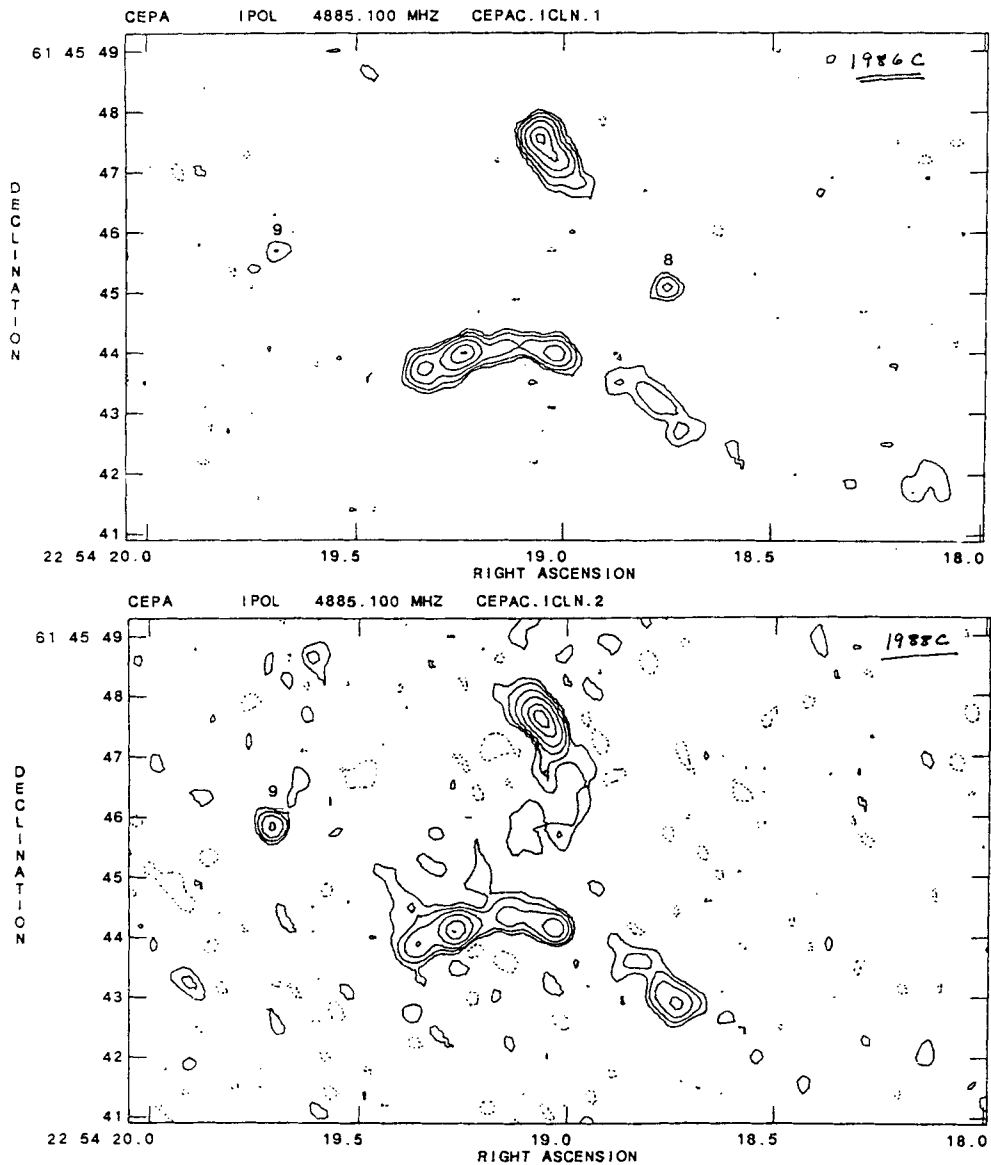 CEPA IPOL 4885.100 MHZ CEPAC.ICLN.1
1986C
61 45 49
48
47
46
45
44
43
42
41
DECLINATION
9
8
22 54 20.0 19.5 19.0 18.5 18.0
RIGHT ASCENSION
CEPA IPOL 4885.100 MHZ CEPAC.ICLN.2
1988C
61 45 49
48
47
46
45
44
43
42
41
DECLINATION
9
22 54 20.0 19.5 19.0 18.5 18.0
RIGHT ASCENSION